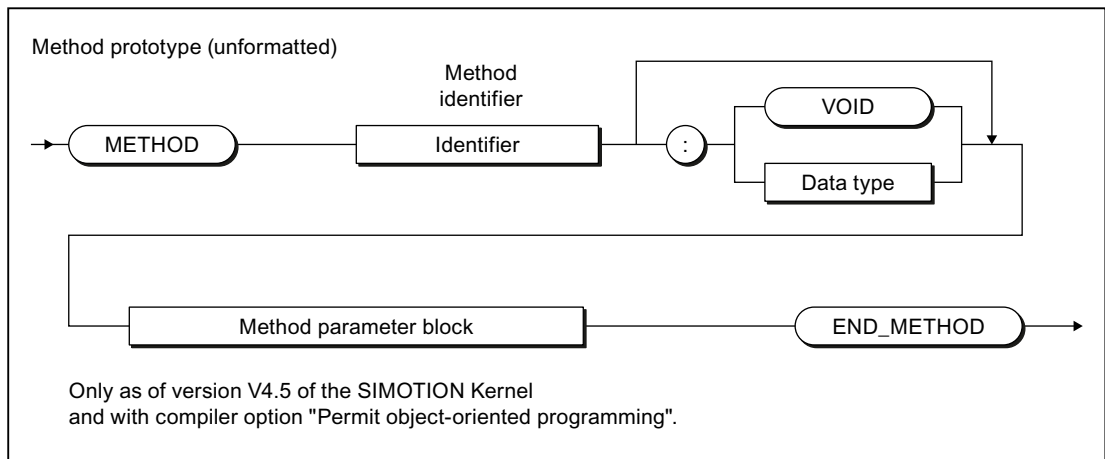 Method prototype (unformatted)
Method
identifier
METHOD
Identifier
:
VOID
Data type
Method parameter block
END_METHOD
Only as of version V4.5 of the SIMOTION Kernel
and with compiler option "Permit object-oriented programming".